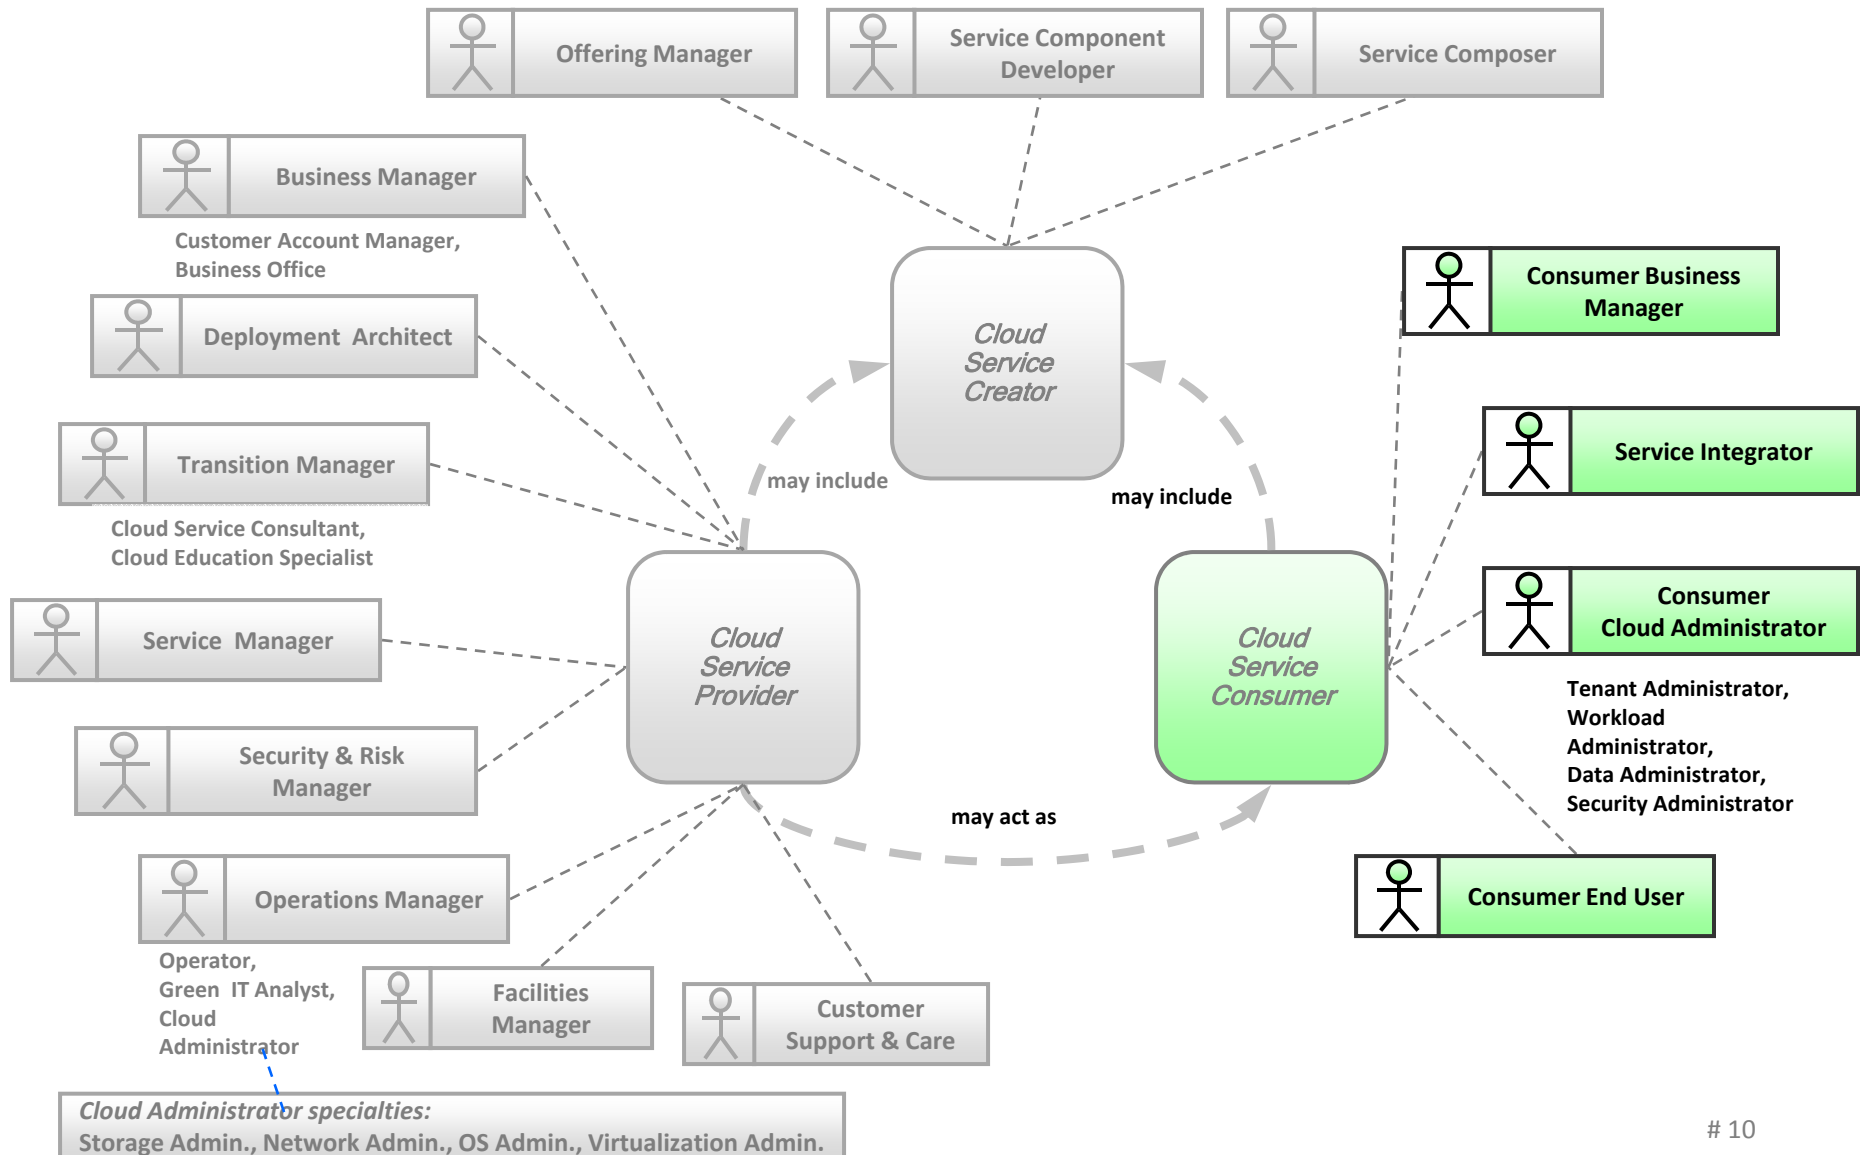 Offering Manager
Service Component
Developer
Service Composer
Business Manager
Customer Account Manager,
Business Office
Deployment  Architect
Transition Manager
Cloud Service Consultant,
Cloud Education Specialist
Service  Manager
Security & Risk
Manager
Operations Manager
Operator,
Green  IT Analyst,
Cloud
Administrator
Facilities
Manager
Customer
Support & Care
Cloud Administrator specialties:
Storage Admin., Network Admin., OS Admin., Virtualization Admin.
Cloud
Service
Creator
may include
may include
Cloud
Service
Provider
Cloud
Service
Consumer
may act as
Consumer Business
Manager
Service Integrator
Consumer
Cloud Administrator
Tenant Administrator,
Workload
Administrator,
Data Administrator,
Security Administrator
Consumer End User
# 10